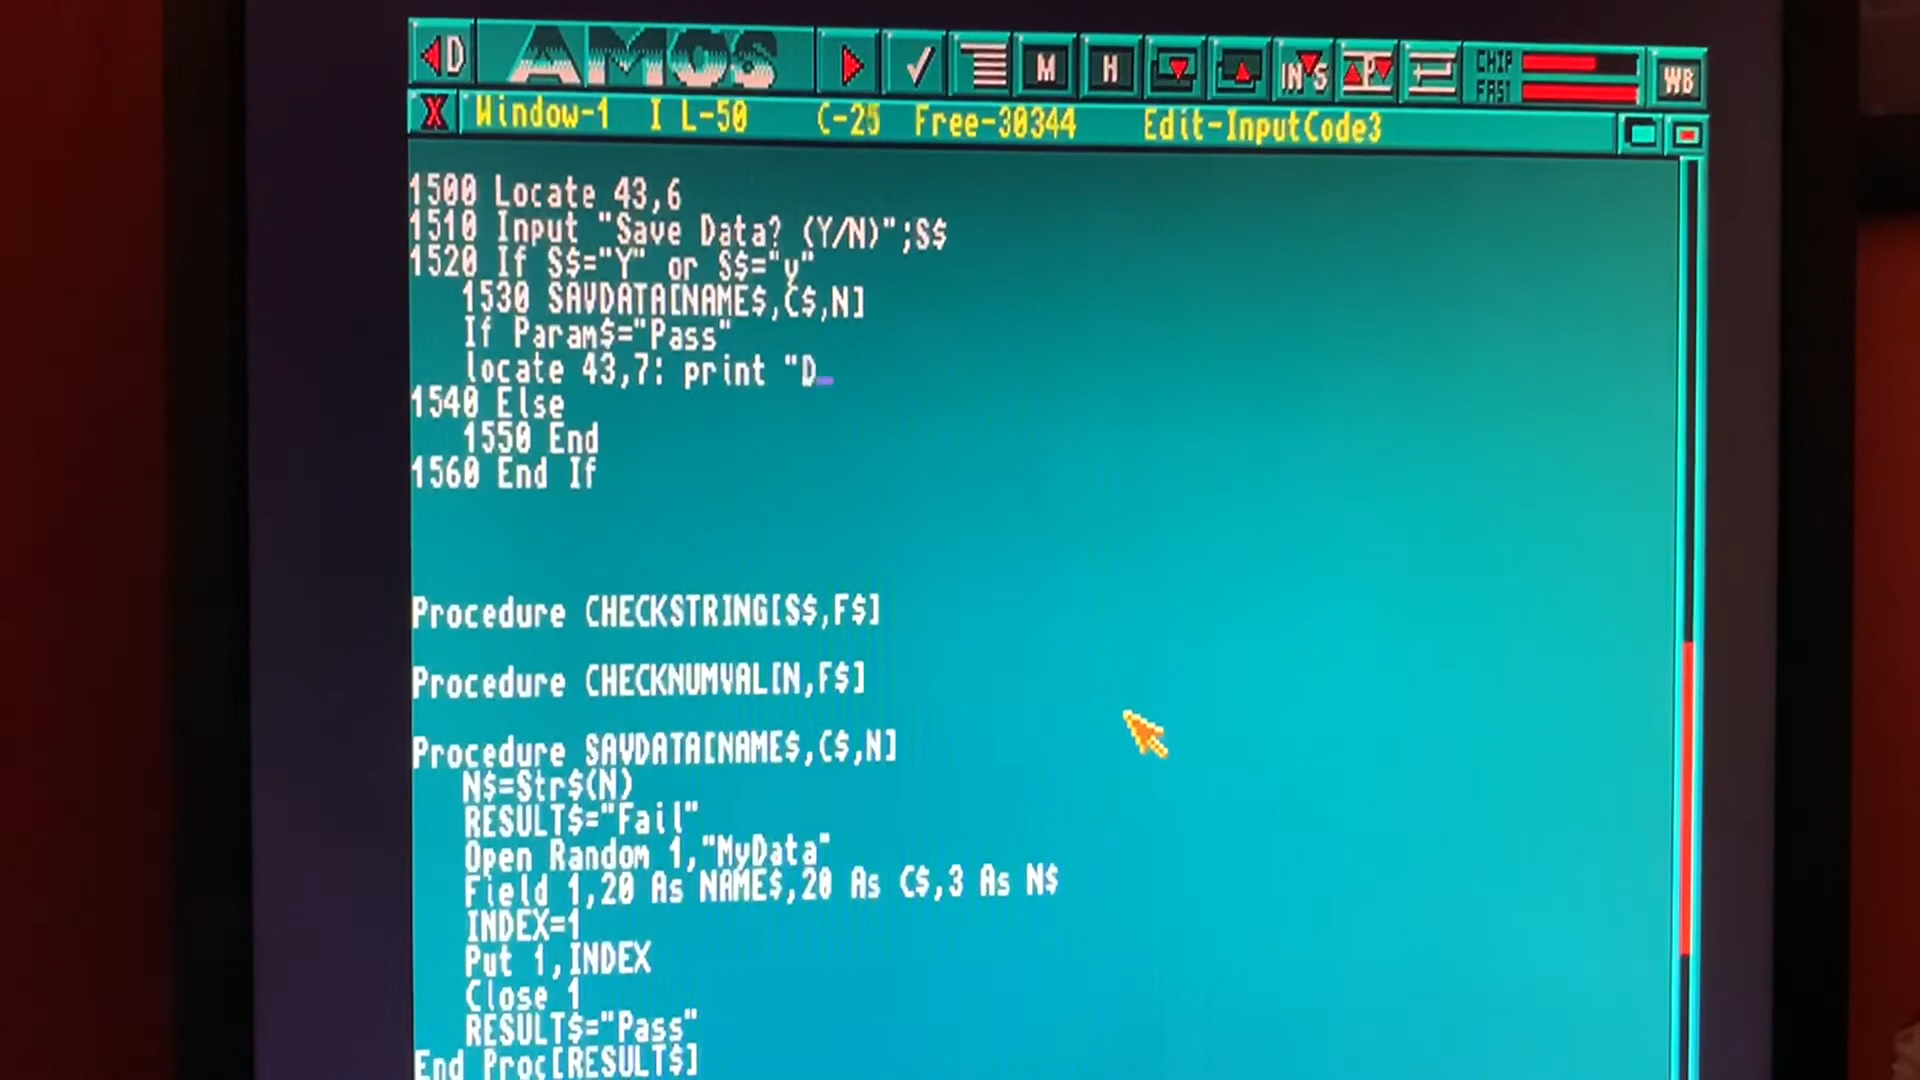 D AMOS M H IN S P CHIP FAST WB
X Window-1 I L-50 C-25 Free-30344 Edit-InputCode3
1500 Locate 43,6
1510 Input "Save Data? (Y/N)";S$
1520 If S$="Y" or S$="y"
1530 SAVDATA[NAME$,C$,N]
If Param$="Pass"
locate 43,7: print "D_
1540 Else
1550 End
1560 End If
Procedure CHECKSTRING[S$,F$]
Procedure CHECKNUMVAL[N,F$]
Procedure SAVDATA[NAME$,C$,N]
N$=Str$(N)
RESULT$="Fail"
Open Random 1,"MyData"
Field 1,20 As NAME$,20 As C$,3 As N$
INDEX=1
Put 1,INDEX
Close 1
RESULT$="Pass"
End Proc[RESULT$]